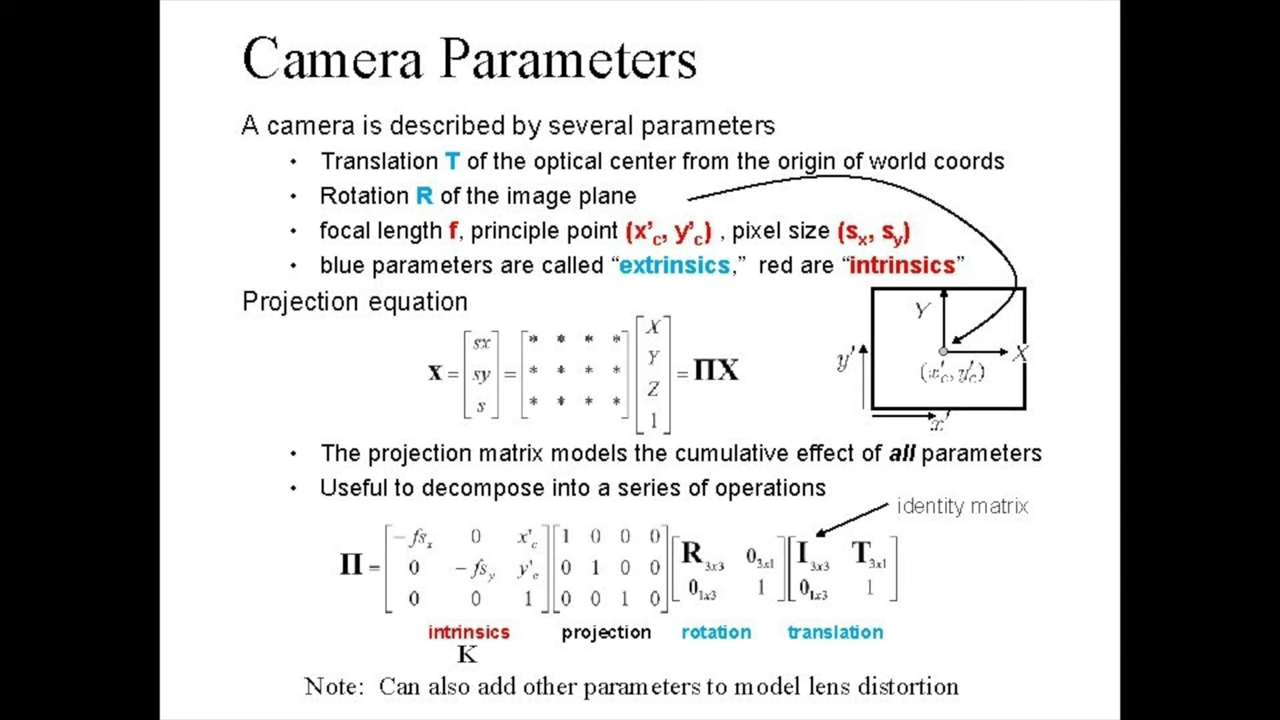 Camera Parameters
A camera is described by several parameters
• Translation T of the optical center from the origin of world coords
• Rotation R of the image plane
• focal length f, principle point (x'c, y'c) , pixel size (sx, sy)
• blue parameters are called “extrinsics,” red are “intrinsics”
Projection equation
X = [sx sy s] = [* * * * * * * * * * * *] [X Y Z 1] = ΠX
Y
X
y'
(x'c, y'c)
x'
• The projection matrix models the cumulative effect of all parameters
• Useful to decompose into a series of operations
identity matrix
Π = [−fsx 0 x'c; 0 −fsy y'c; 0 0 1] [1 0 0 0; 0 1 0 0; 0 0 1 0] [R3x3 03x1; 01x3 1] [I3x3 T3x1; 01x3 1]
intrinsics projection rotation translation
K
Note: Can also add other parameters to model lens distortion